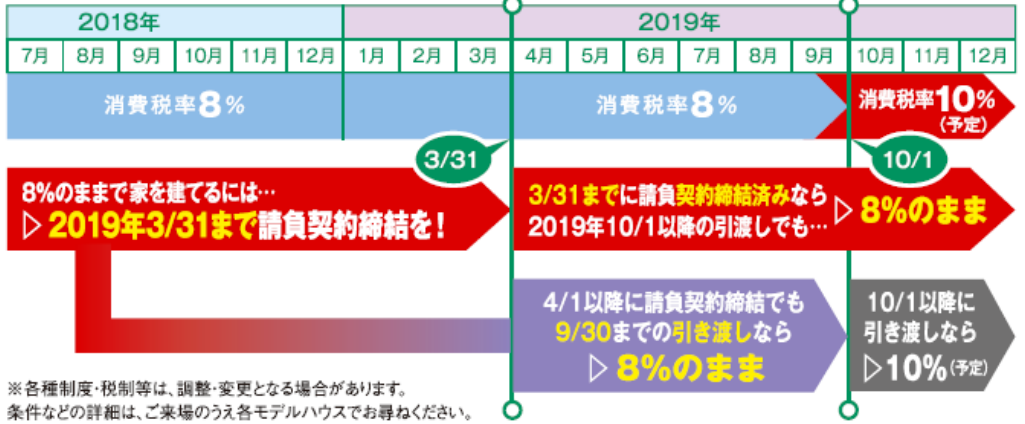 2018年
2019年
7月 8月 9月 10月 11月 12月 1月 2月 3月 4月 5月 6月 7月 8月 9月 10月 11月 12月
消費税率8%
消費税率8%
消費税率10%
(予定)
3/31
10/1
8%のままで家を建てるには…
▷2019年3/31まで請負契約締結を!
3/31までに請負契約締結済みなら
2019年10/1以降の引渡しでも…
▷8%のまま
4/1以降に請負契約締結でも
9/30までの引き渡しなら
▷8%のまま
10/1以降に
引き渡しなら
▷10%(予定)
※各種制度・税制等は、調整・変更となる場合があります。
条件などの詳細は、ご来場のうえ各モデルハウスでお尋ねください。